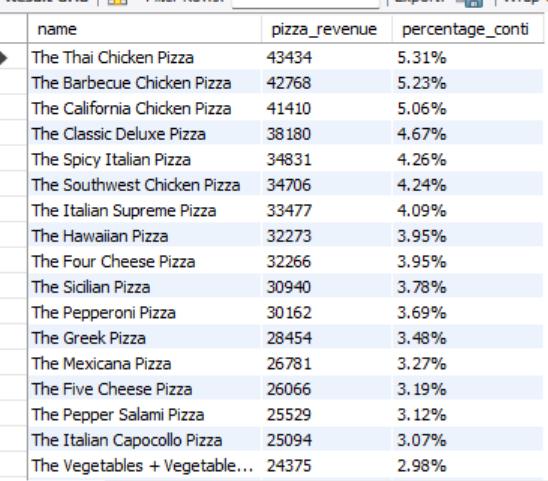 name pizza_revenue percentage_conti
The Thai Chicken Pizza 43434 5.31%
The Barbecue Chicken Pizza 42768 5.23%
The California Chicken Pizza 41410 5.06%
The Classic Deluxe Pizza 38180 4.67%
The Spicy Italian Pizza 34831 4.26%
The Southwest Chicken Pizza 34706 4.24%
The Italian Supreme Pizza 33477 4.09%
The Hawaiian Pizza 32273 3.95%
The Four Cheese Pizza 32266 3.95%
The Sicilian Pizza 30940 3.78%
The Pepperoni Pizza 30162 3.69%
The Greek Pizza 28454 3.48%
The Mexicana Pizza 26781 3.27%
The Five Cheese Pizza 26066 3.19%
The Pepper Salami Pizza 25529 3.12%
The Italian Capocollo Pizza 25094 3.07%
The Vegetables + Vegetable... 24375 2.98%